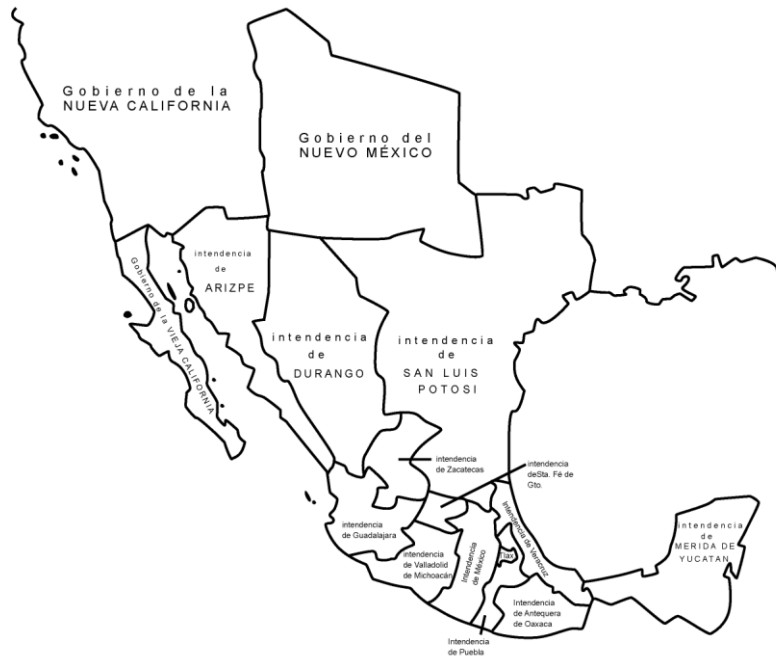 Gobierno de la
NUEVA CALIFORNIA
Gobierno del
NUEVO MÉXICO
Gobierno de la VIEJA CALIFORNIA
intendencia
de
ARIZPE
intendencia
de
DURANGO
intendencia
de
SAN LUIS
POTOSI
intendencia
de Zacatecas
intendencia
deSta. Fé de
Gto.
intendencia
de Guadalajara
intendencia
de Valladolid
de Michoacán
Intendencia
de México
Tlax
Intendencia de Veracruz
intendencia
de
MERIDA DE
YUCATAN
Intendencia
de Antequera
de Oaxaca
Intendencia
de Puebla